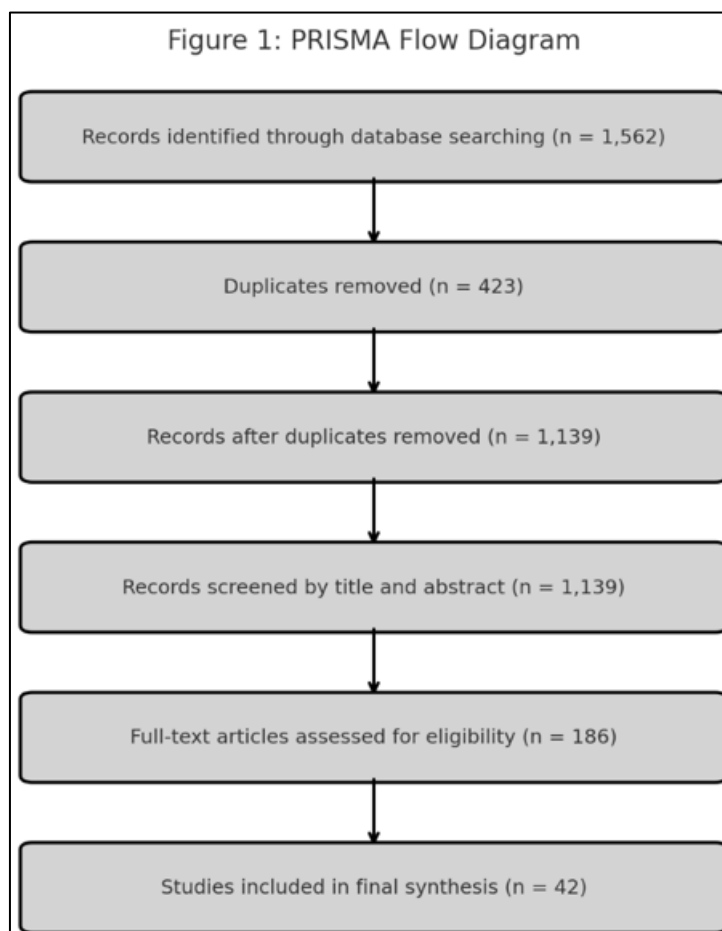 Figure 1: PRISMA Flow Diagram
Records identified through database searching (n = 1,562)
Duplicates removed (n = 423)
Records after duplicates removed (n = 1,139)
Records screened by title and abstract (n = 1,139)
Full-text articles assessed for eligibility (n = 186)
Studies included in final synthesis (n = 42)